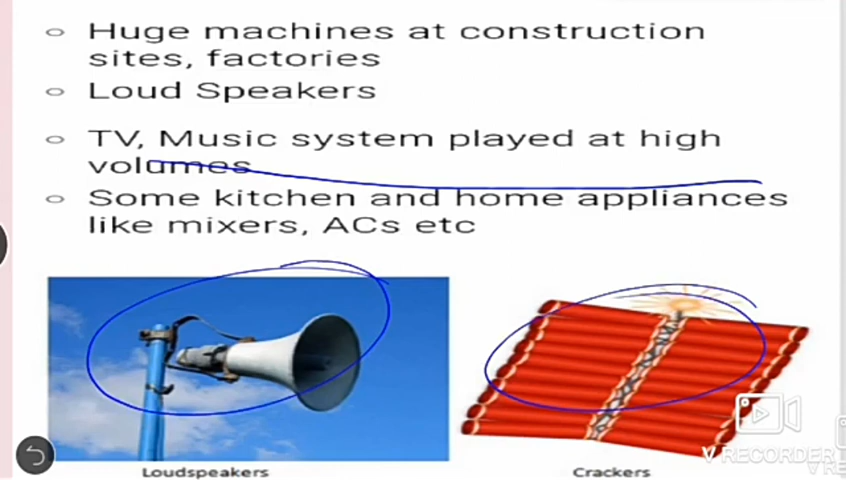 Huge machines at construction
sites, factories
Loud Speakers
TV, Music system played at high
volumes
Some kitchen and home appliances
like mixers, ACs etc
Loudspeakers
Crackers
V RECORDER
V RE